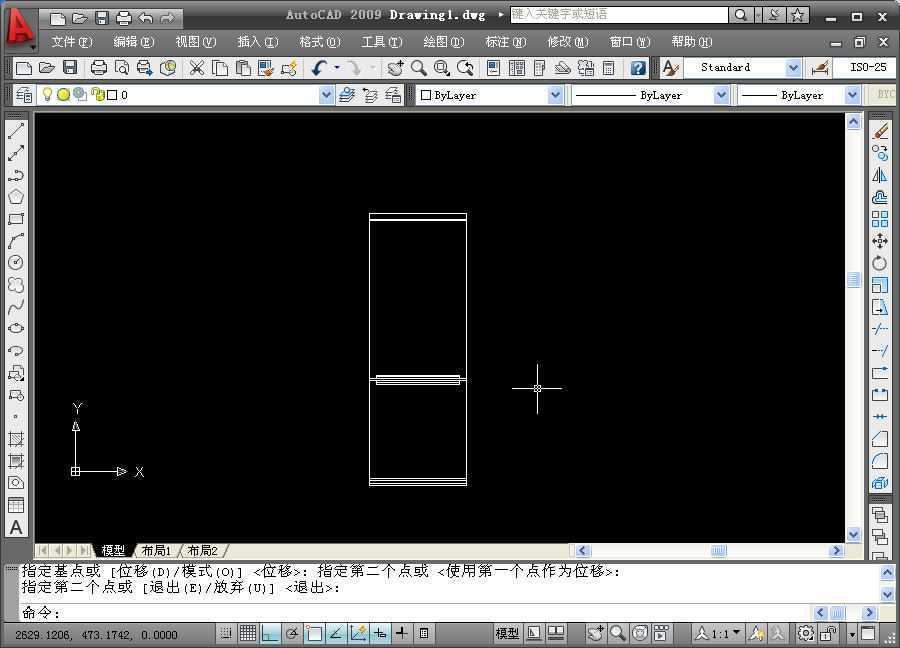 AutoCAD 2009 Drawing1.dwg
键入关键字或短语
文件(F) 编辑(E) 视图(V) 插入(I) 格式(O) 工具(T) 绘图(D) 标注(N) 修改(M) 窗口(W) 帮助(H)
Standard ISO-25
0 ByLayer ByLayer ByLayer BYC
Y
X
A
模型 布局1 布局2
指定基点或 [位移(D)/模式(O)] <位移>: 指定第二个点或 <使用第一个点作为位移>:
指定第二个点或 [退出(E)/放弃(U)] <退出>:
命令:
2629.1206, 473.1742, 0.0000 模型 1:1